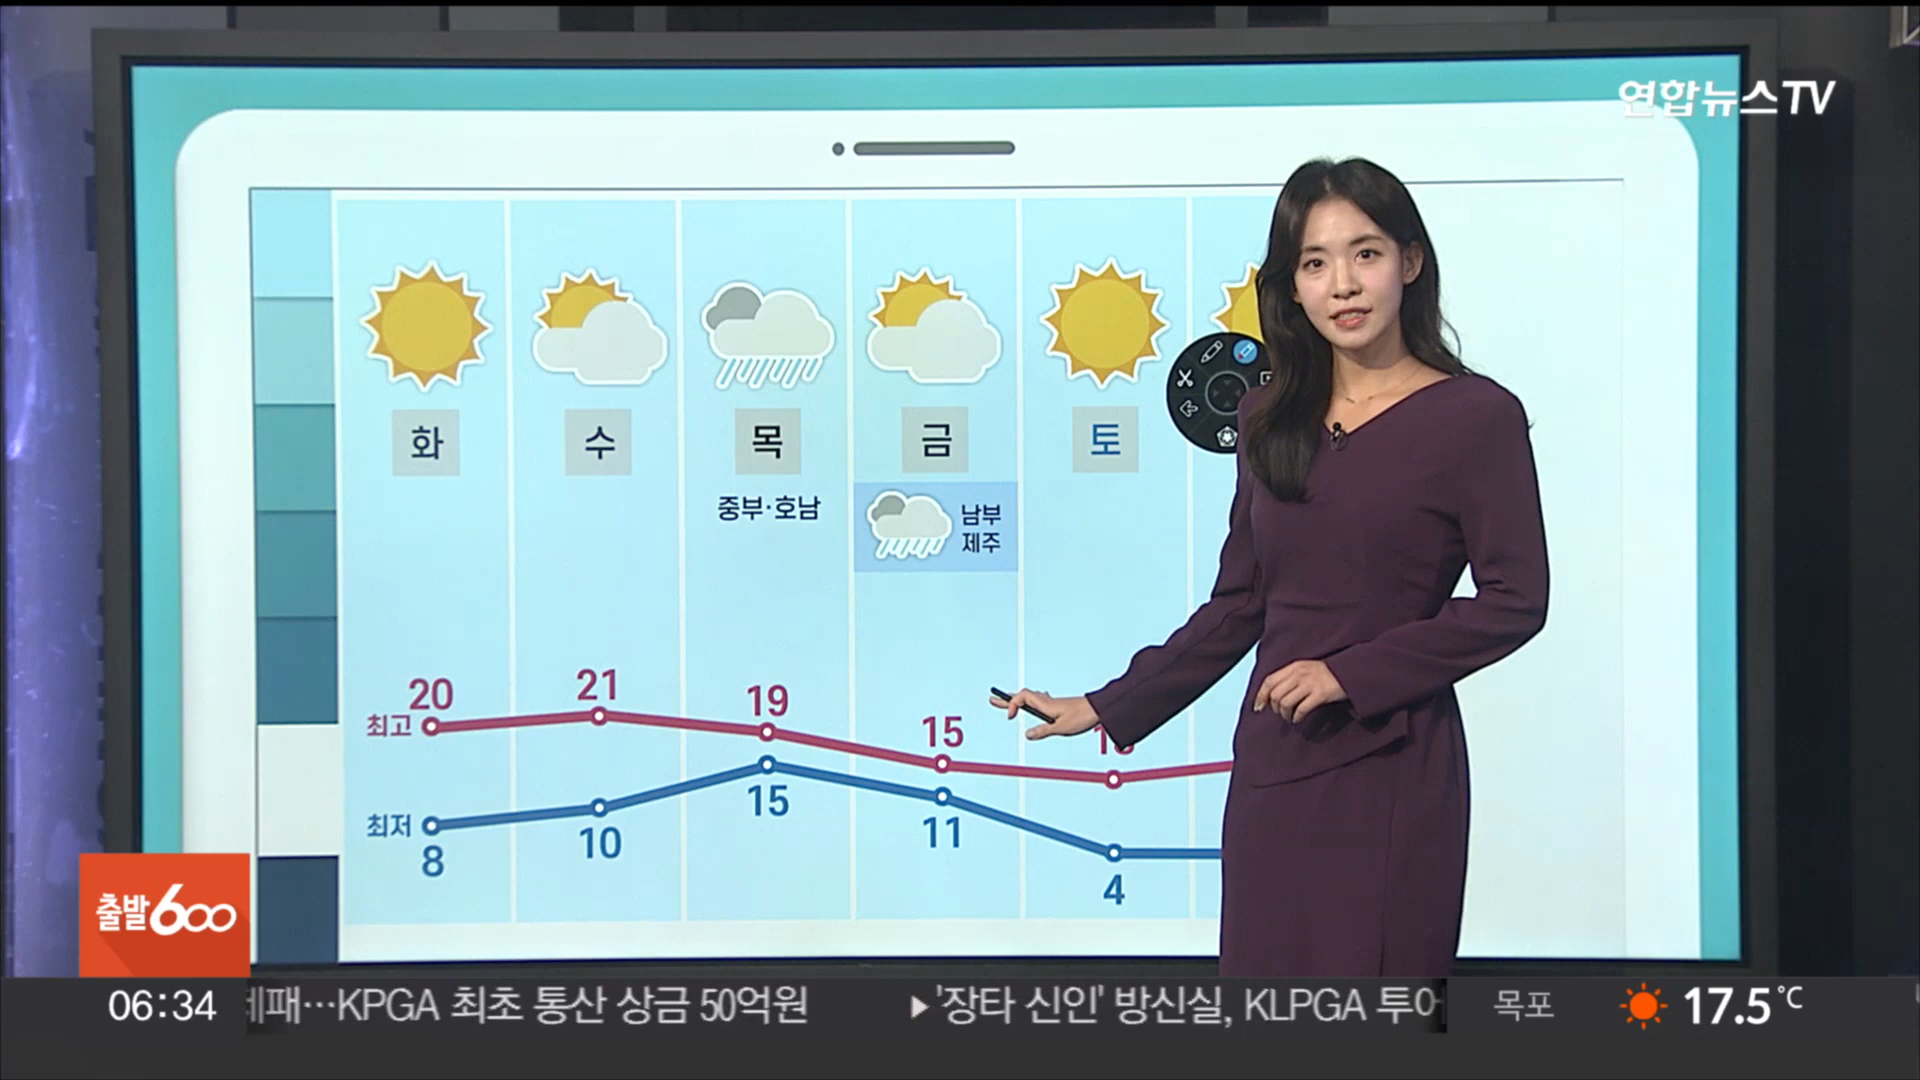 연합뉴스TV
화
수
목
금
토
중부·호남
남부
제주
최고
20
21
19
15
최저
8
10
15
11
4
출발600
06:34
…KPGA 최초 통산 상금 50억원
▶'장타 신인' 방신실, KLPGA 투어
목포
17.5℃